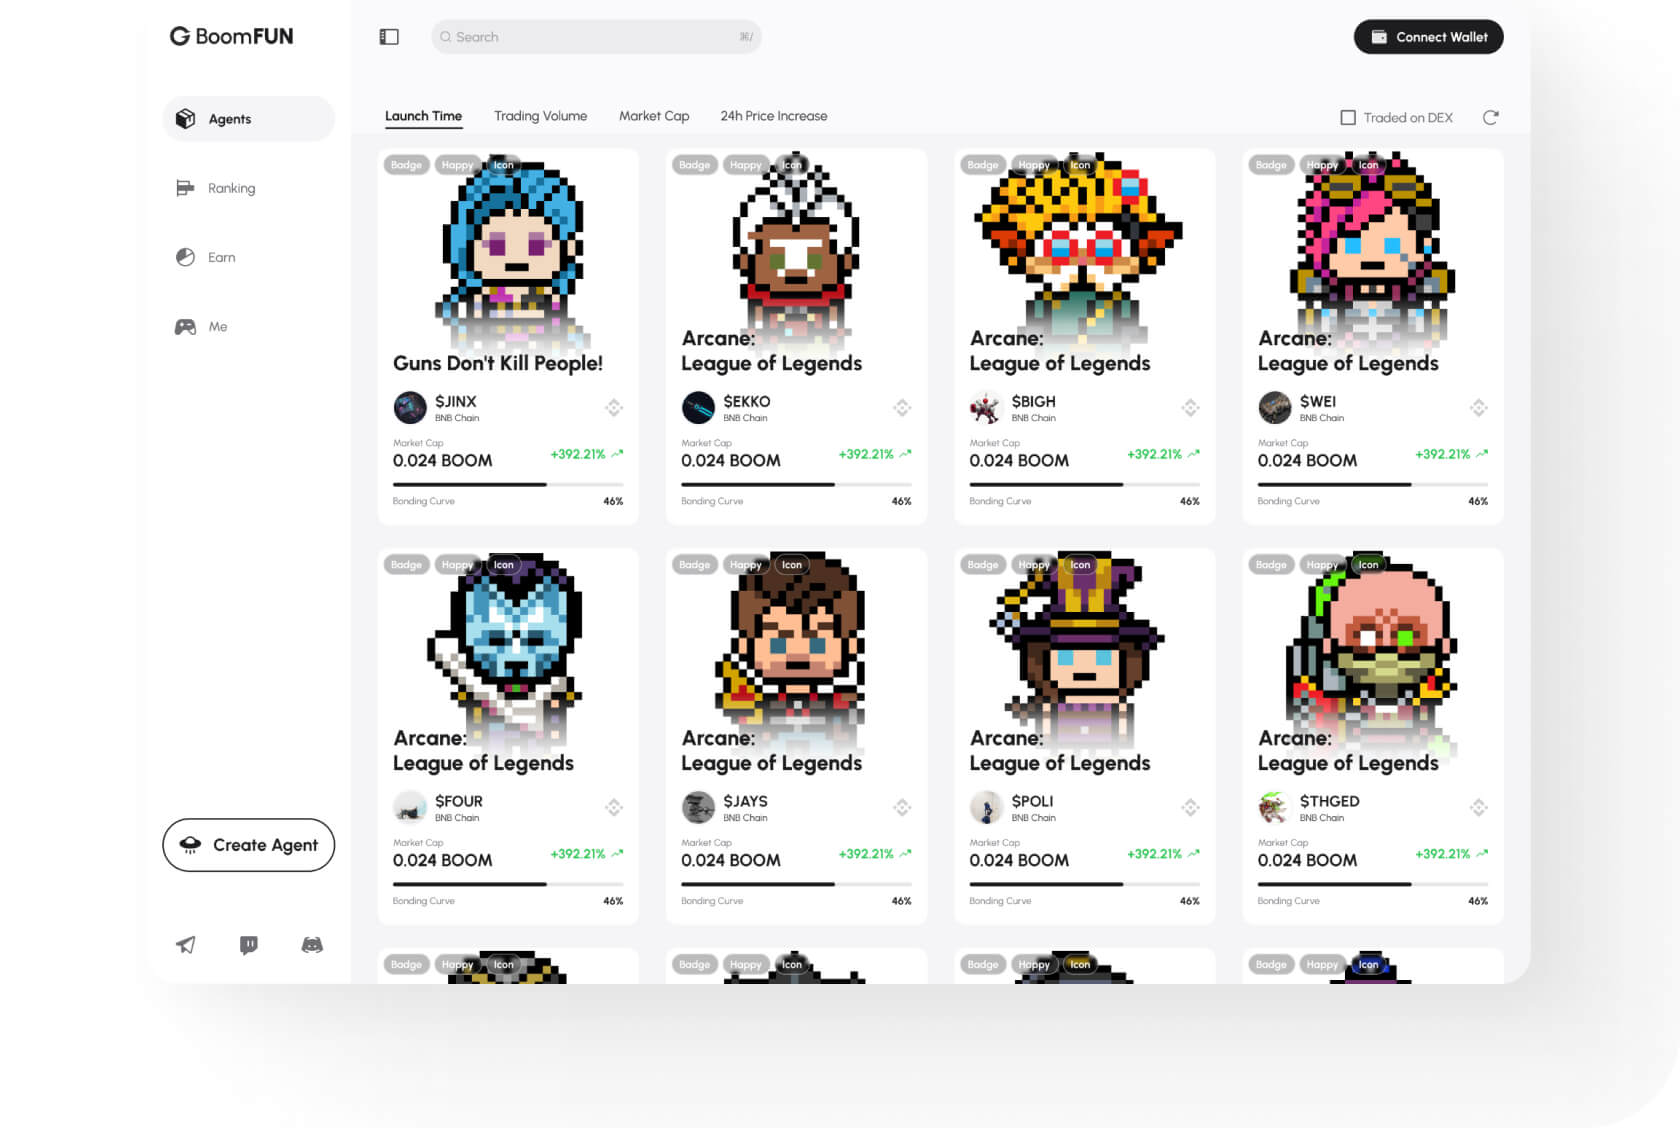 BoomFUN
Search
⌘/
Connect Wallet
Agents
Ranking
Earn
Me
Create Agent
Launch Time
Trading Volume
Market Cap
24h Price Increase
Traded on DEX
Badge Happy Icon
Guns Don't Kill People!
$JINX
BNB Chain
Market Cap
0.024 BOOM
+392.21%
Bonding Curve
46%
Badge Happy Icon
Arcane:
League of Legends
$EKKO
BNB Chain
Market Cap
0.024 BOOM
+392.21%
Bonding Curve
46%
Badge Happy Icon
Arcane:
League of Legends
$BIGH
BNB Chain
Market Cap
0.024 BOOM
+392.21%
Bonding Curve
46%
Badge Happy Icon
Arcane:
League of Legends
$WEI
BNB Chain
Market Cap
0.024 BOOM
+392.21%
Bonding Curve
46%
Badge Happy Icon
Arcane:
League of Legends
$FOUR
BNB Chain
Market Cap
0.024 BOOM
+392.21%
Bonding Curve
46%
Badge Happy Icon
Arcane:
League of Legends
$JAYS
BNB Chain
Market Cap
0.024 BOOM
+392.21%
Bonding Curve
46%
Badge Happy Icon
Arcane:
League of Legends
$POLI
BNB Chain
Market Cap
0.024 BOOM
+392.21%
Bonding Curve
46%
Badge Happy Icon
Arcane:
League of Legends
$THGED
BNB Chain
Market Cap
0.024 BOOM
+392.21%
Bonding Curve
46%
Badge Happy Icon
Badge Happy Icon
Badge Happy Icon
Badge Happy Icon